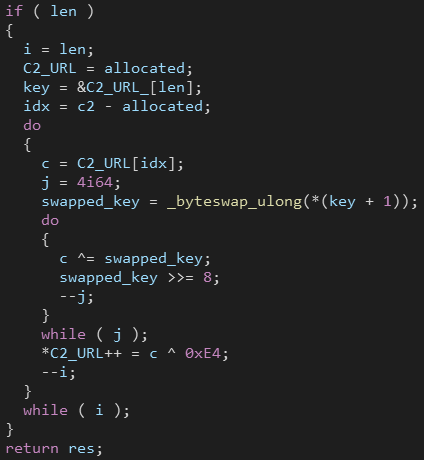 if ( len )
{
  i = len;
  C2_URL = allocated;
  key = &C2_URL_[len];
  idx = c2 - allocated;
  do
  {
    c = C2_URL[idx];
    j = 4i64;
    swapped_key = _byteswap_ulong(*(key + 1));
    do
    {
      c ^= swapped_key;
      swapped_key >>= 8;
      --j;
    }
    while ( j );
    *C2_URL++ = c ^ 0xE4;
    --i;
  }
  while ( i );
}
return res;